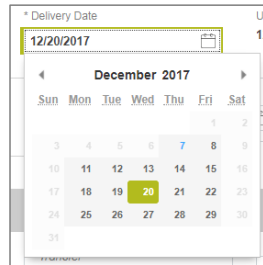 * Delivery Date
12/20/2017
December 2017
Sun Mon Tue Wed Thu Fri Sat
1 2
3 4 5 6 7 8 9
10 11 12 13 14 15 16
17 18 19 20 21 22 23
24 25 26 27 28 29 30
31